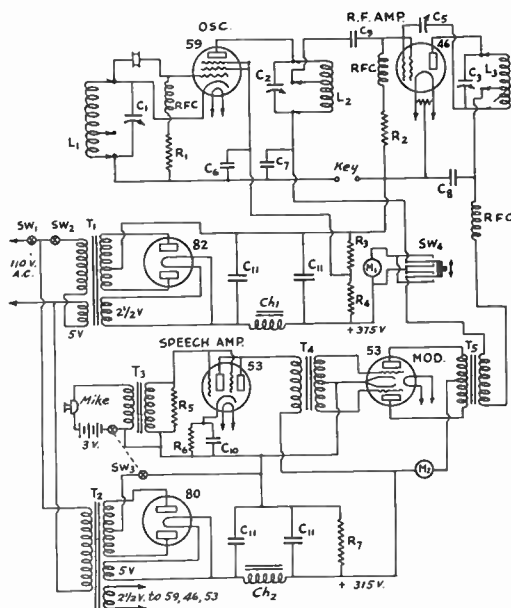 OSC.
59
R.F. AMP.
46
C5
C9
C1
L1
RFC
R1
C2
L2
RFC
R2
C3
L3
C6
C7
Key
C8
RFC
SW1
SW2
T1
110 V. A.C.
82
C11
C11
R3
R4
M1
SW4
5V
2½V
Ch1
+ 375V
SPEECH AMP.
53
T3
Mike
3V.
R5
R6
C10
T4
53
MOD.
T5
SW3
M2
T2
80
5V
C11
C11
R7
Ch2
+ 315V.
2½V. to 59, 46, 53